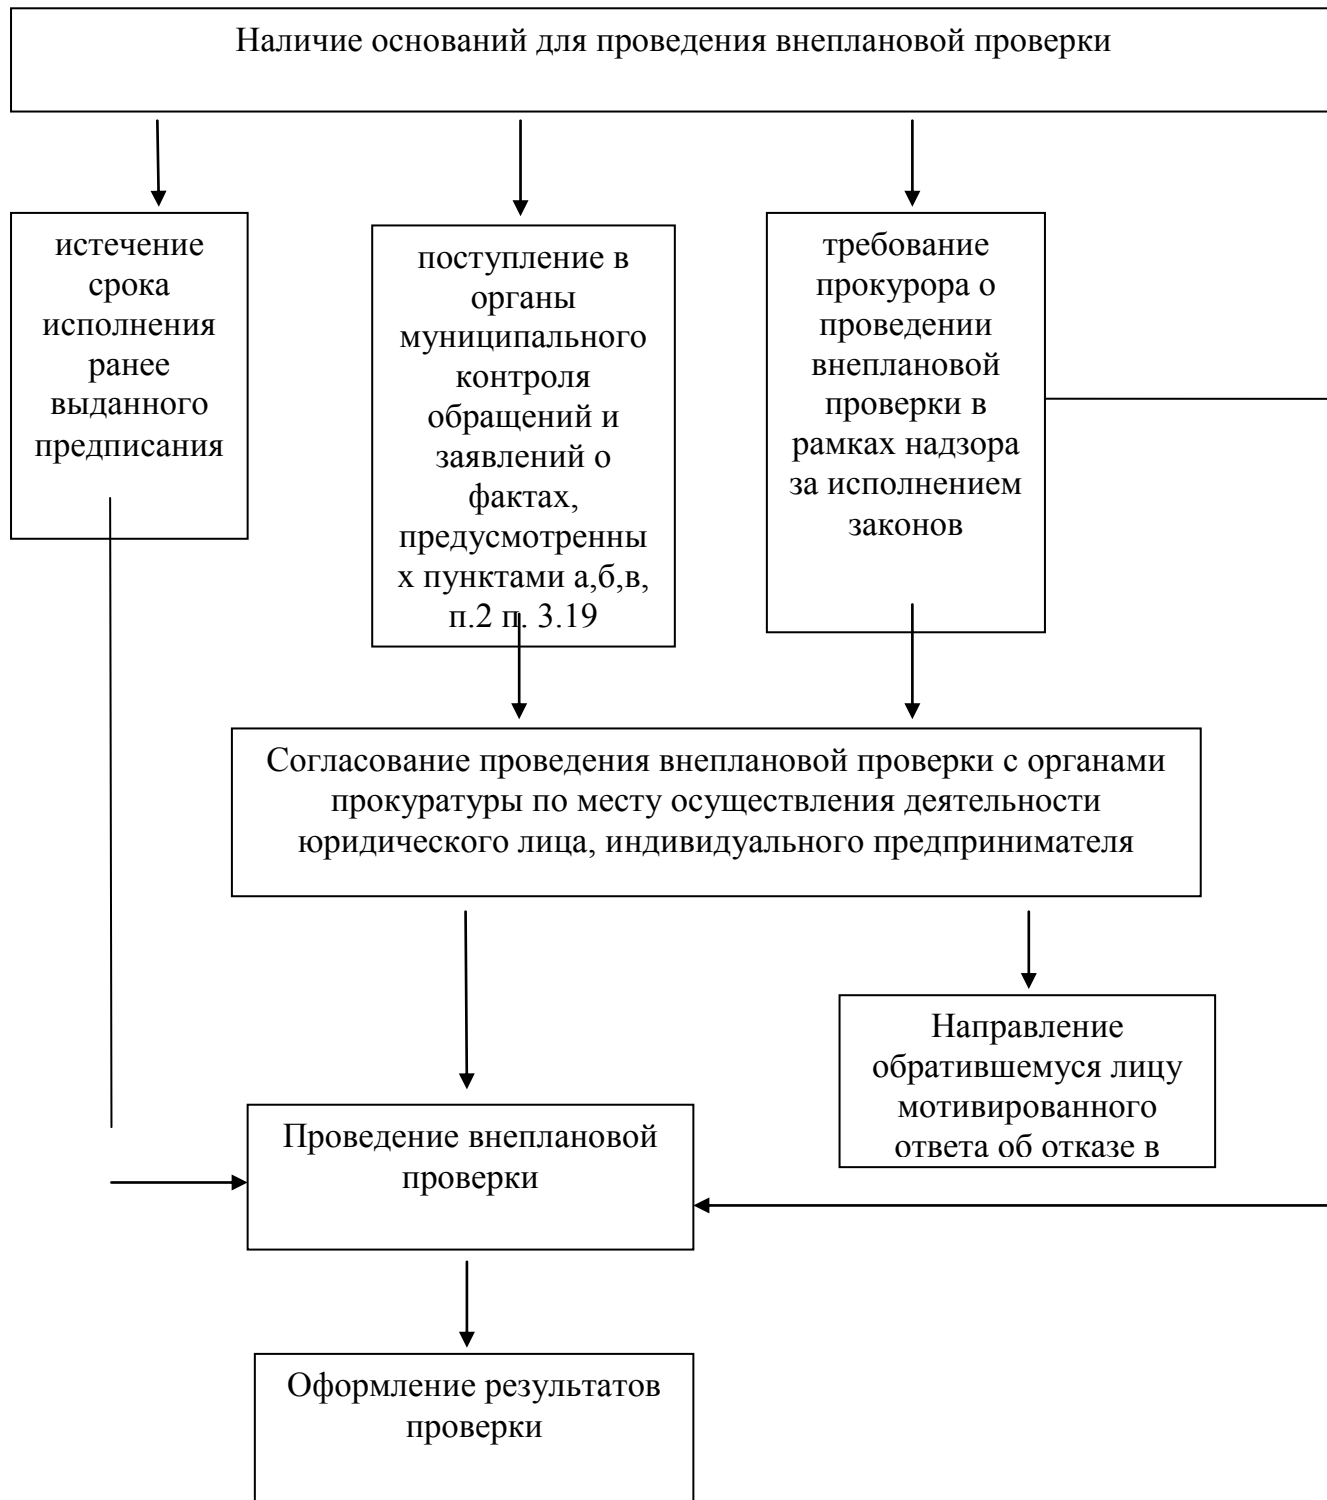 Наличие оснований для проведения внеплановой проверки
истечение
срока
исполнения
ранее
выданного
предписания
поступление в
органы
муниципального
контроля
обращений и
заявлений о
фактах,
предусмотренны
х пунктами а,б,в,
п.2 п. 3.19
требование
прокурора о
проведении
внеплановой
проверки в
рамках надзора
за исполнением
законов
Согласование проведения внеплановой проверки с органами
прокуратуры по месту осуществления деятельности
юридического лица, индивидуального предпринимателя
Направление
обратившемуся лицу
мотивированного
ответа об отказе в
Проведение внеплановой
проверки
Оформление результатов
проверки